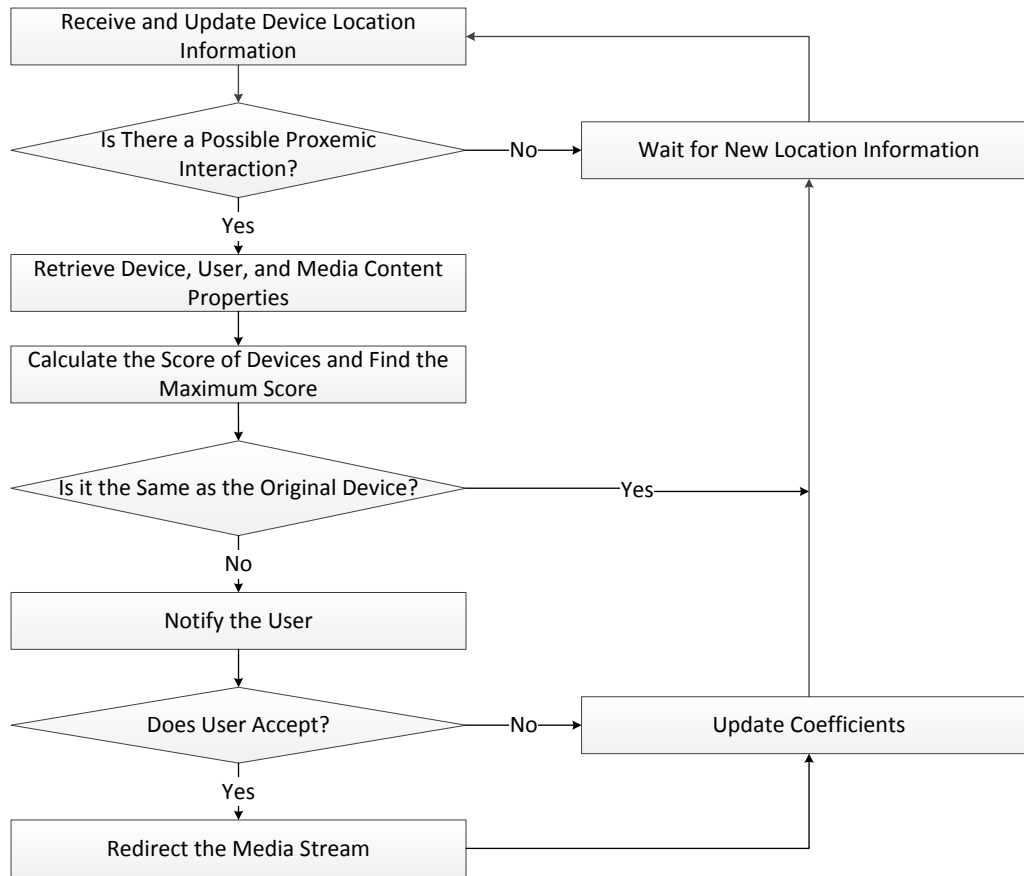 Receive and Update Device Location
Information
Is There a Possible Proxemic
Interaction?
No
Wait for New Location Information
Yes
Retrieve Device, User, and Media Content
Properties
Calculate the Score of Devices and Find the
Maximum Score
Is it the Same as the Original Device?
Yes
No
Notify the User
Does User Accept?
No
Update Coefficients
Yes
Redirect the Media Stream